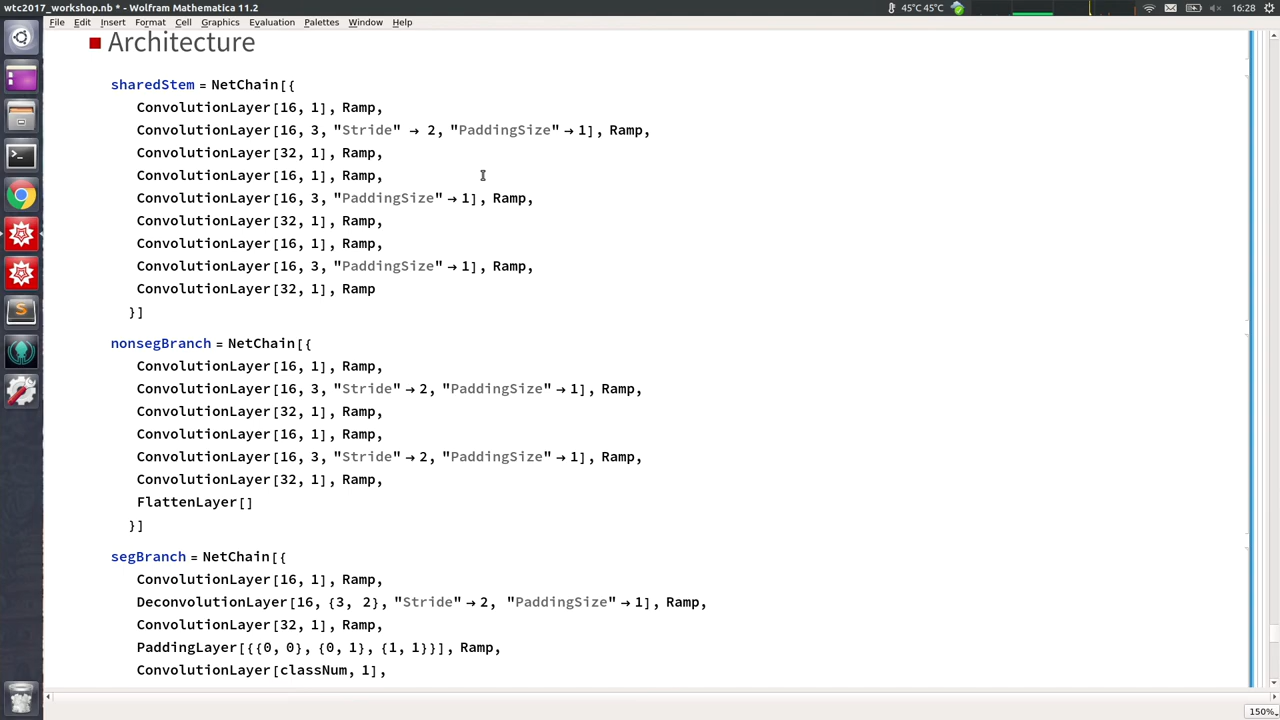 wtc2017_workshop.nb * - Wolfram Mathematica 11.2
45°C 45°C
16:28
File Edit Insert Format Cell Graphics Evaluation Palettes Window Help
Architecture
sharedStem = NetChain[{
ConvolutionLayer[16, 1], Ramp,
ConvolutionLayer[16, 3, "Stride" → 2, "PaddingSize" → 1], Ramp,
ConvolutionLayer[32, 1], Ramp,
ConvolutionLayer[16, 1], Ramp,
ConvolutionLayer[16, 3, "PaddingSize" → 1], Ramp,
ConvolutionLayer[32, 1], Ramp,
ConvolutionLayer[16, 1], Ramp,
ConvolutionLayer[16, 3, "PaddingSize" → 1], Ramp,
ConvolutionLayer[32, 1], Ramp
}]
nonsegBranch = NetChain[{
ConvolutionLayer[16, 1], Ramp,
ConvolutionLayer[16, 3, "Stride" → 2, "PaddingSize" → 1], Ramp,
ConvolutionLayer[32, 1], Ramp,
ConvolutionLayer[16, 1], Ramp,
ConvolutionLayer[16, 3, "Stride" → 2, "PaddingSize" → 1], Ramp,
ConvolutionLayer[32, 1], Ramp,
FlattenLayer[]
}]
segBranch = NetChain[{
ConvolutionLayer[16, 1], Ramp,
DeconvolutionLayer[16, {3, 2}, "Stride" → 2, "PaddingSize" → 1], Ramp,
ConvolutionLayer[32, 1], Ramp,
PaddingLayer[{{0, 0}, {0, 1}, {1, 1}}], Ramp,
ConvolutionLayer[classNum, 1],
150%